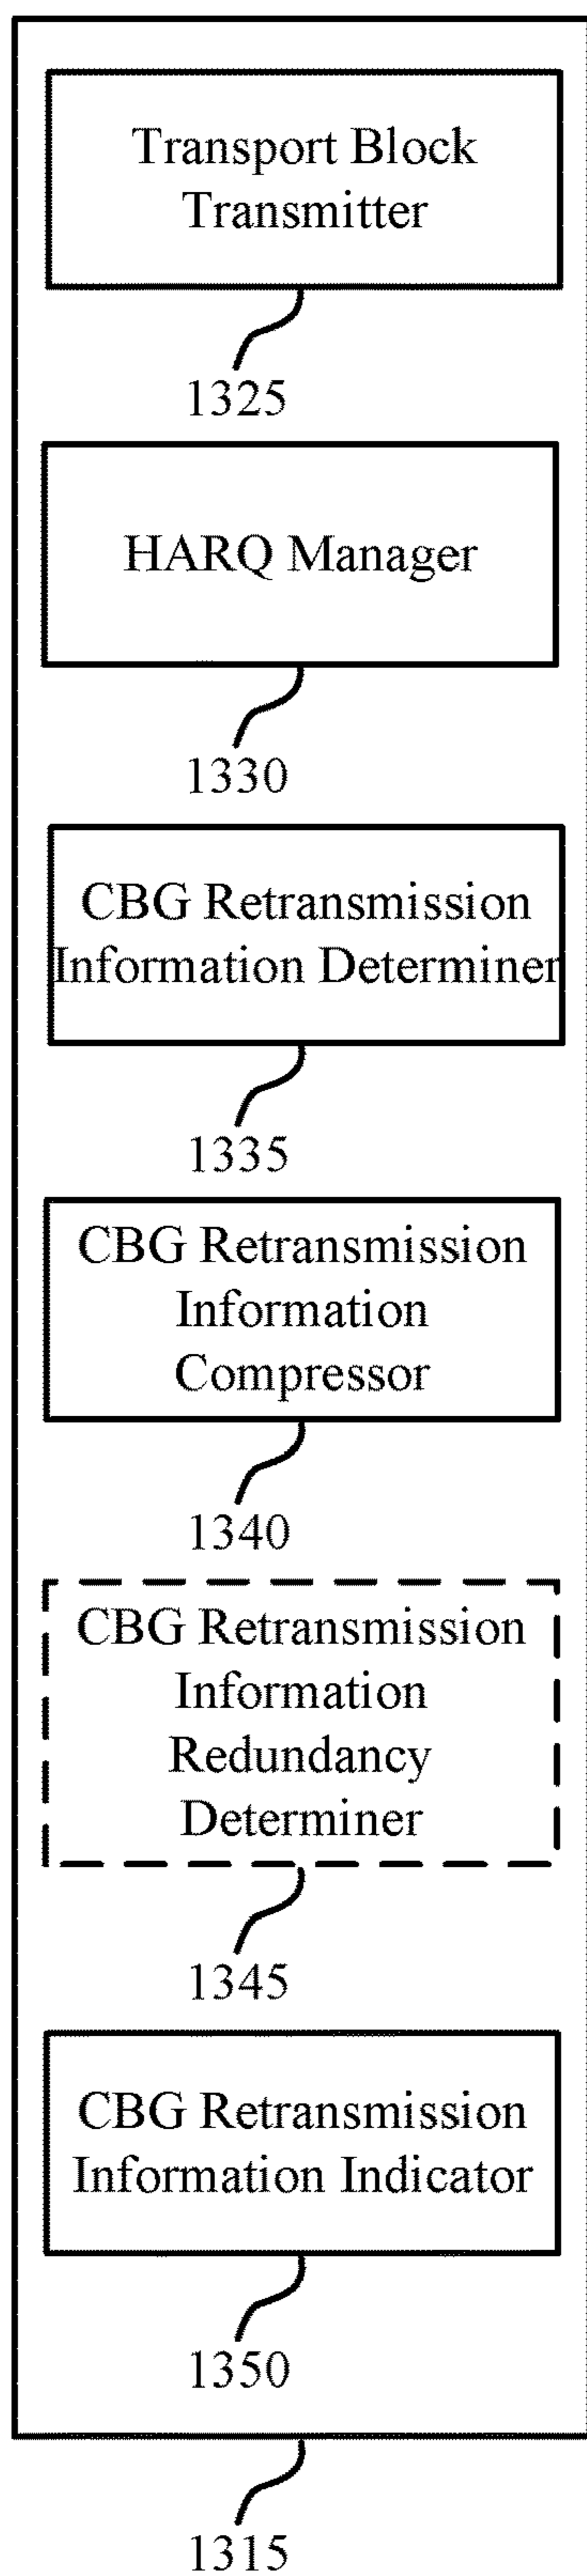 Transport Block
Transmitter
1325
HARQ Manager
1330
CBG Retransmission
Information Determiner
1335
CBG Retransmission
Information
Compressor
1340
CBG Retransmission
Information
Redundancy
Determiner
1345
CBG Retransmission
Information Indicator
1350
1315